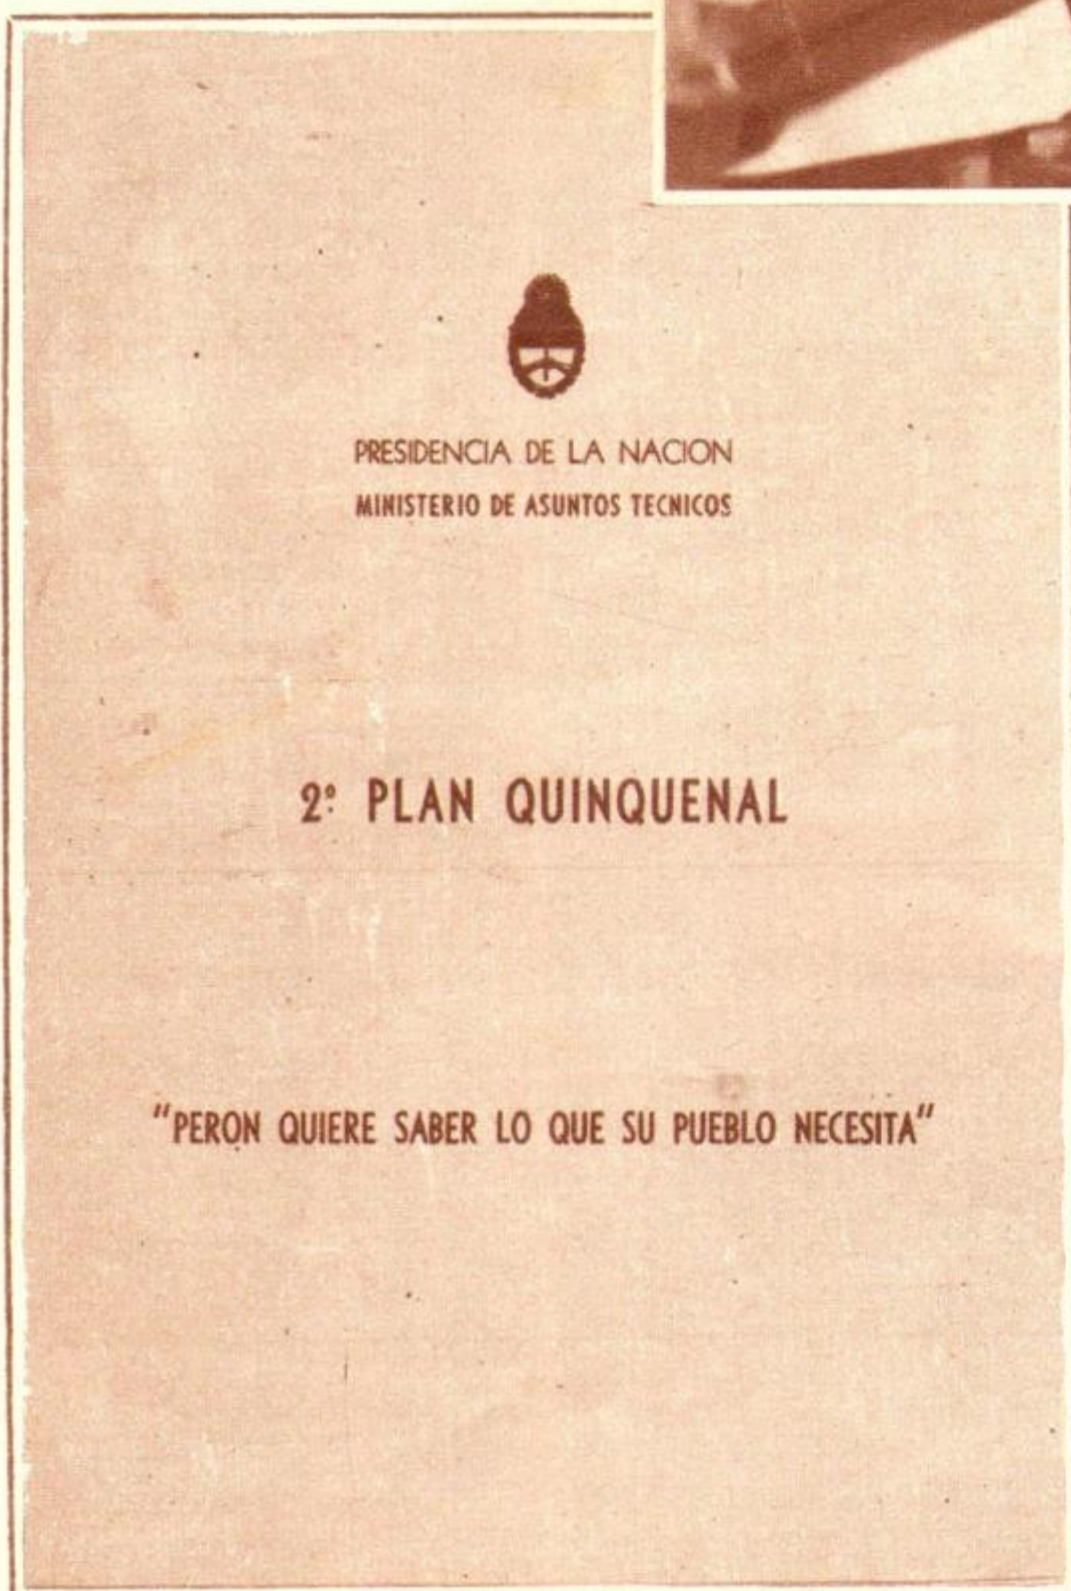 PRESIDENCIA DE LA NACION
MINISTERIO DE ASUNTOS TECNICOS
2º PLAN QUINQUENAL
"PERON QUIERE SABER LO QUE SU PUEBLO NECESITA"